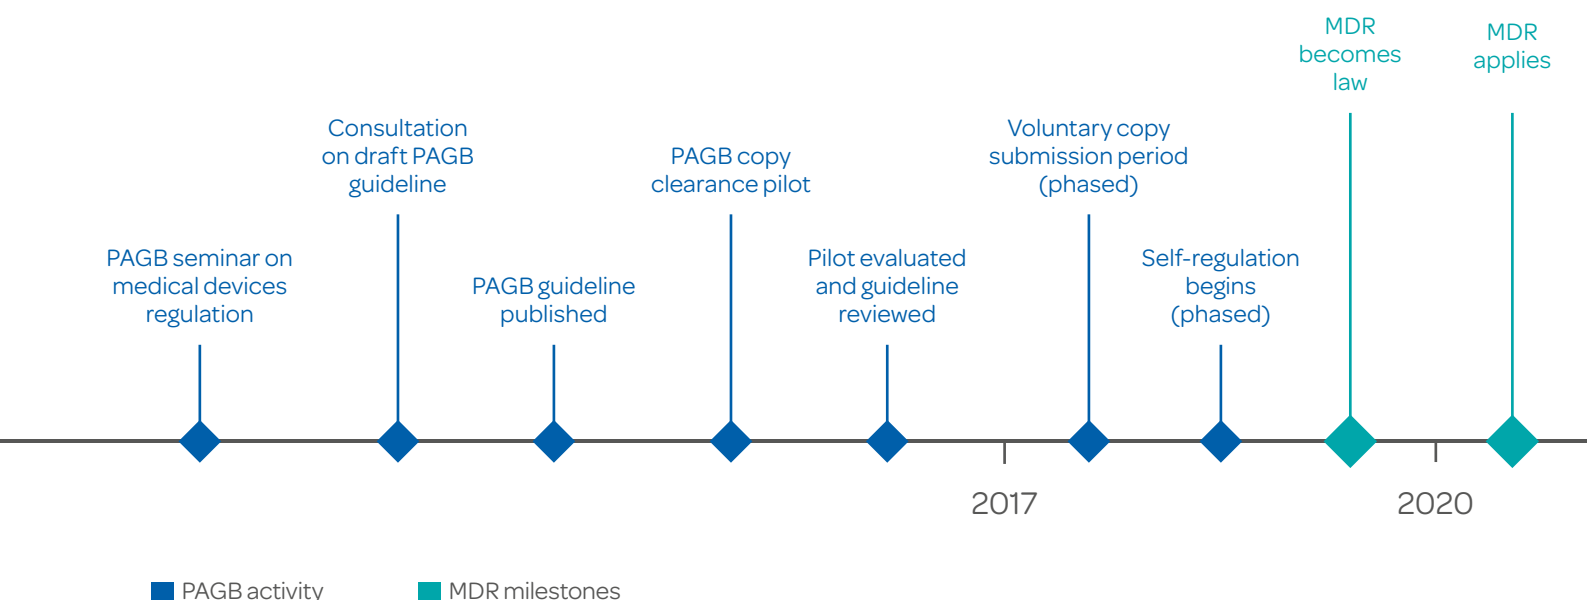 MDR
becomes
law
MDR
applies
Consultation
on draft PAGB
guideline
PAGB copy
clearance pilot
Voluntary copy
submission period
(phased)
PAGB seminar on
medical devices
regulation
PAGB guideline
published
Pilot evaluated
and guideline
reviewed
Self-regulation
begins
(phased)
2017
2020
PAGB activity
MDR milestones